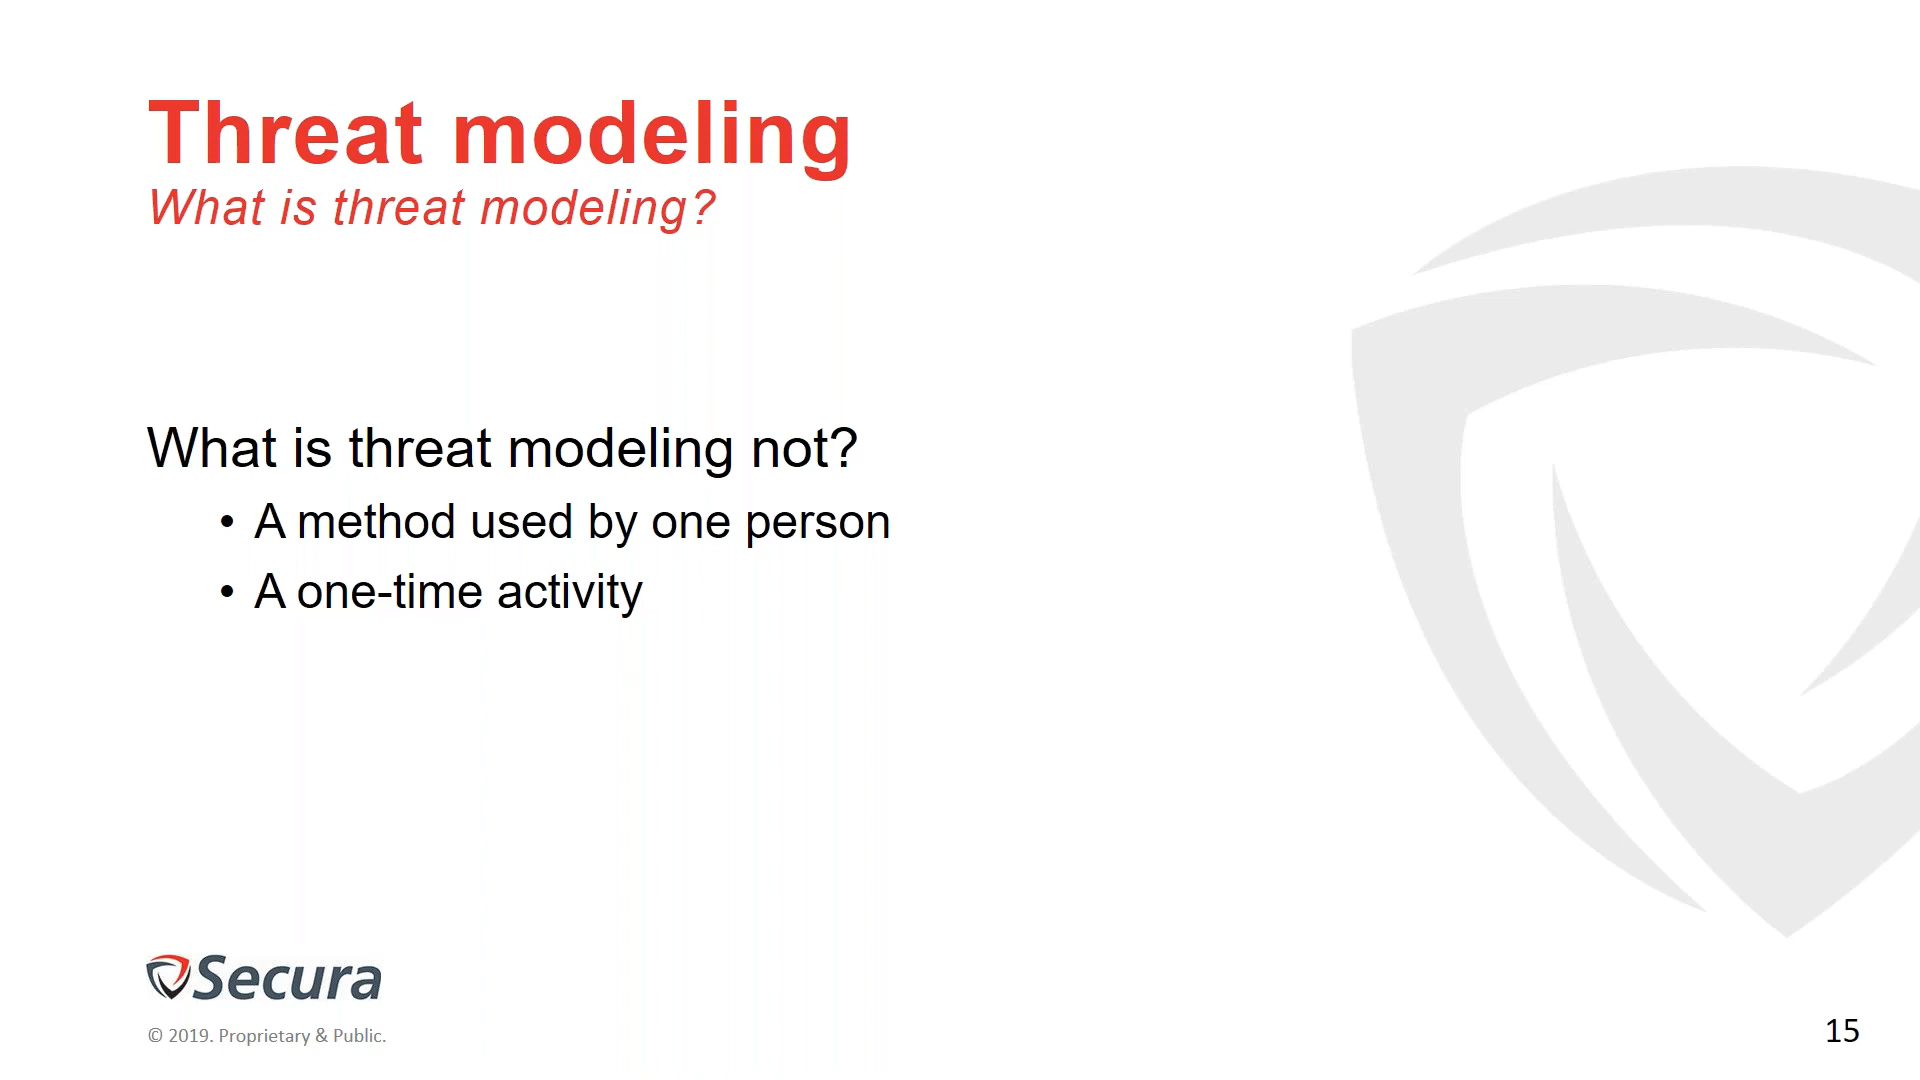 Threat modeling
What is threat modeling?
What is threat modeling not?
• A method used by one person
• A one-time activity
Secura
© 2019. Proprietary & Public.
15